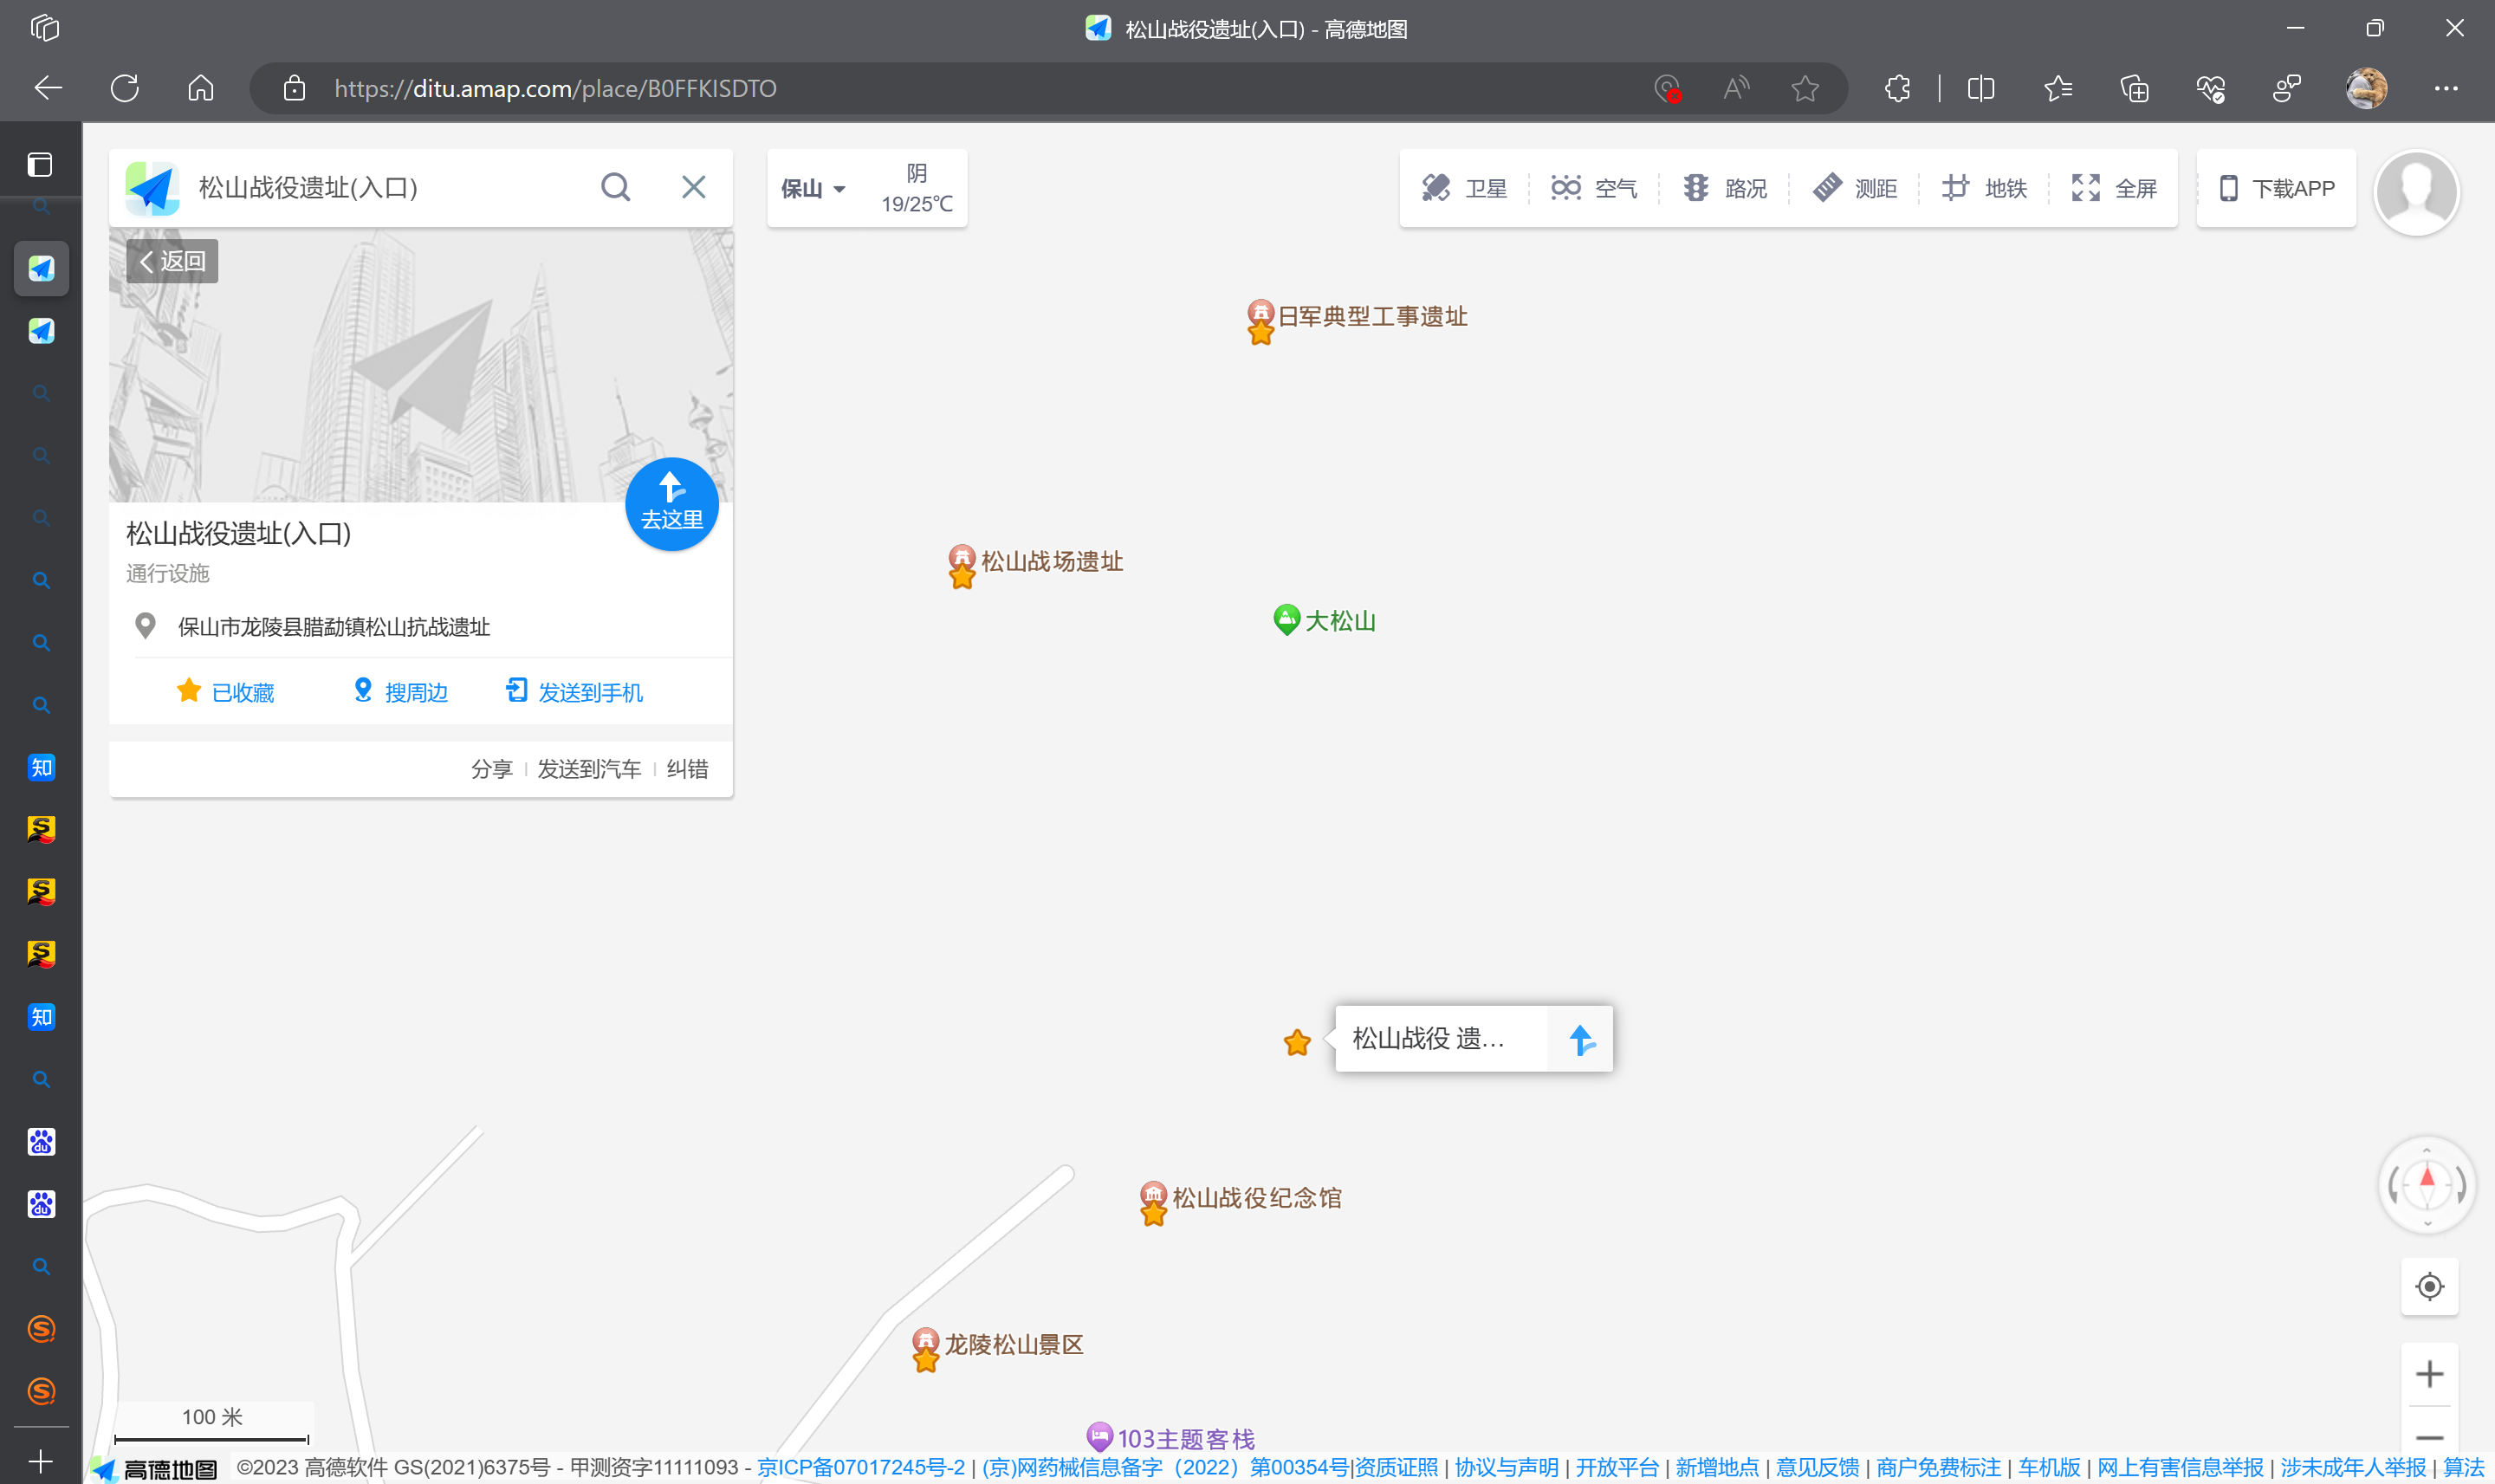 松山战役遗址(入口) - 高德地图
https://ditu.amap.com/place/B0FFKISDTO
松山战役遗址(入口)
保山
阴
19/25℃
卫星
空气
路况
测距
地铁
全屏
下载APP
返回
去这里
松山战役遗址(入口)
通行设施
保山市龙陵县腊勐镇松山抗战遗址
已收藏
搜周边
发送到手机
分享
发送到汽车
纠错
日军典型工事遗址
松山战场遗址
大松山
松山战役 遗…
松山战役纪念馆
龙陵松山景区
103主题客栈
知
知
du
du
100 米
高德地图
©2023 高德软件 GS(2021)6375号 - 甲测资字11111093 - 京ICP备07017245号-2 | (京)网药械信息备字（2022）第00354号|资质证照 | 协议与声明 | 开放平台 | 新增地点 | 意见反馈 | 商户免费标注 | 车机版 | 网上有害信息举报 | 涉未成年人举报 | 算法